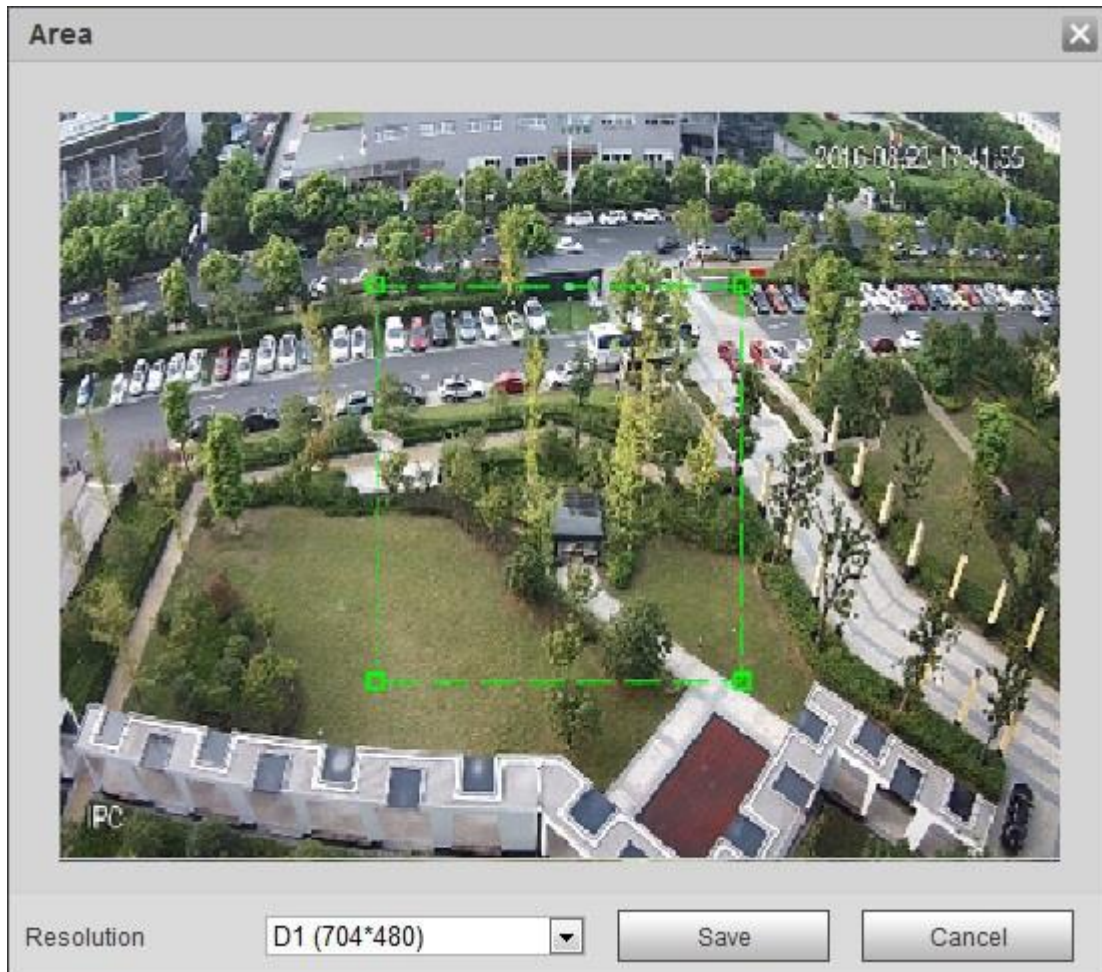 Area
2016-08-23 17:41:55
IPC
Resolution
D1 (704*480)
Save
Cancel